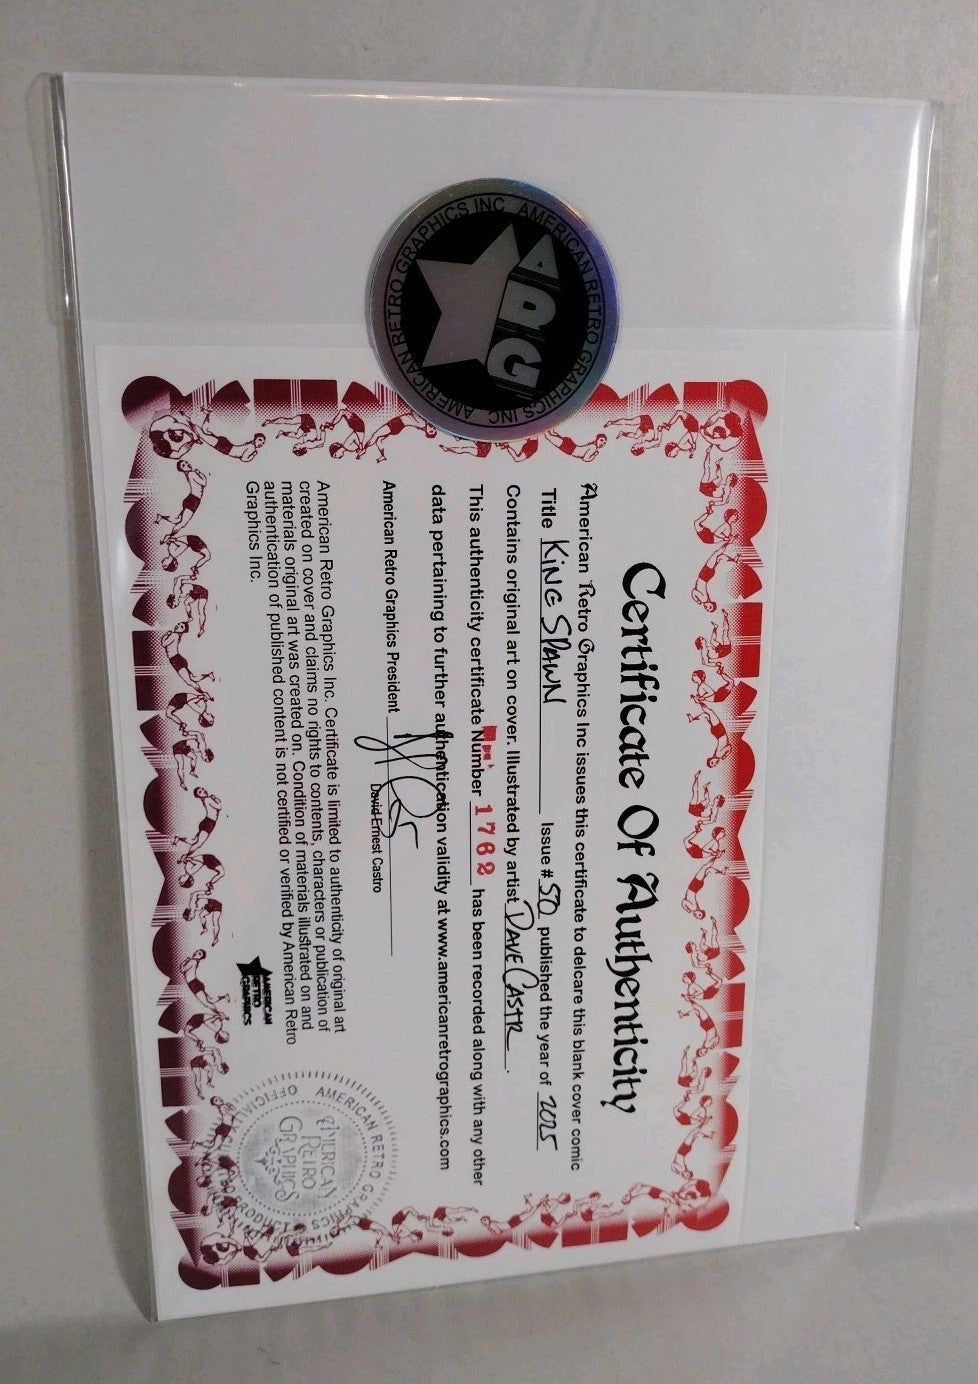 AMERICAN RETRO GRAPHICS INC AMERICAN RETRO GRAPHICS INC
ARG
Certificate Of Authenticity
American Retro Graphics Inc issues this certificate to delcare this blank cover comic
Title KING SPAWN Issue # 50 published the year of 2025
Contains original art on cover. Illustrated by artist DAVE CASTR.
This authenticity certificate Number 1762 has been recorded along with any other
data pertaining to further authentication validity at www.americanretrographics.com
American Retro Graphics President
David Ernest Castro
American Retro Graphics Inc. Certificate is limited to authenticity of original art
created on cover and claims no rights to contents, characters or publication of
materials original art was created on. Condition of materials illustrated on and
authentication of published content is not certified or verified by American Retro
Graphics Inc.
AMERICAN
RETRO
GRAPHICS
AMERICAN RETRO GRAPHICS
OFFICIAL
PRODUCT
AMERICAN
RETRO
GRAPHICS